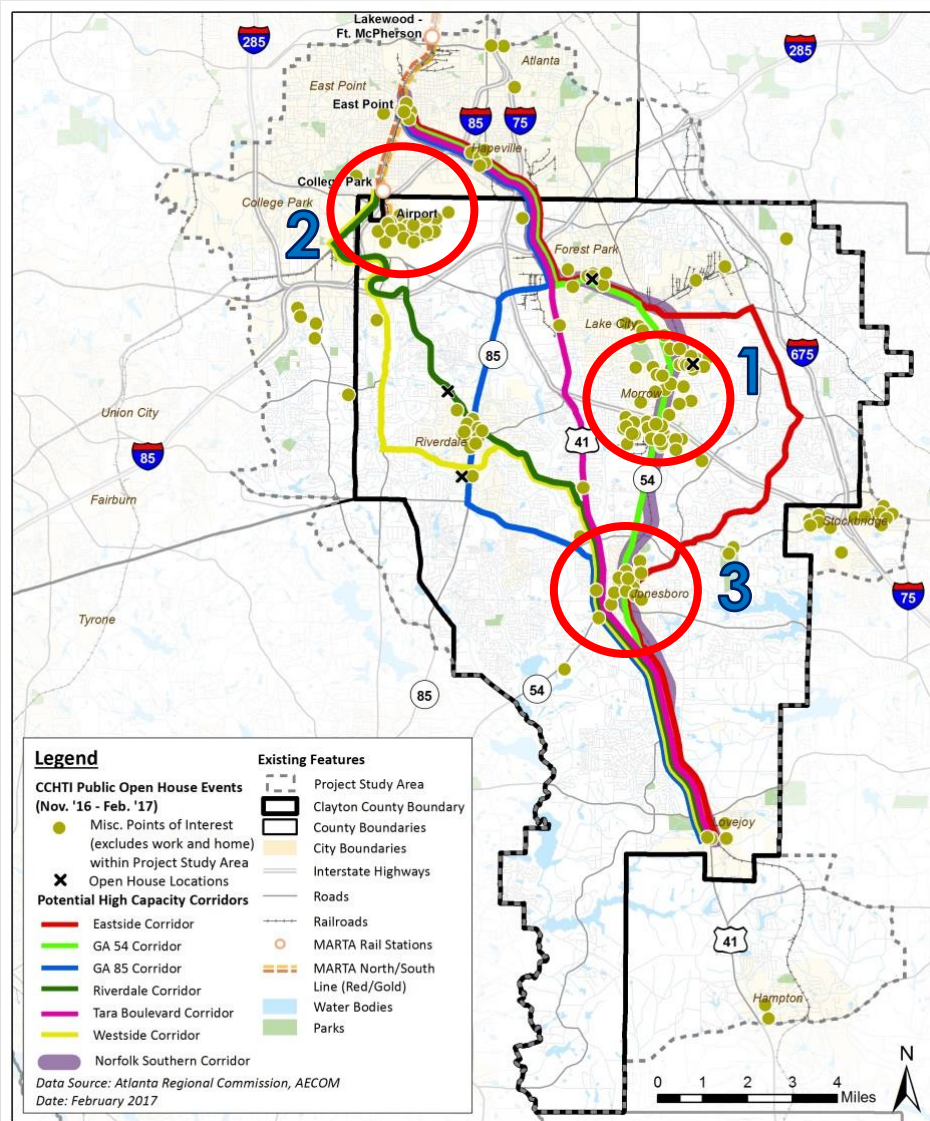 Lakewood -
Ft. McPherson
285
285
Atlanta
East Point
East Point
85
75
Hapeville
College Park
College Park
Airport
2
Forest Park
Lake City
85
1
675
Morrow
Union City
Riverdale
41
85
54
Fairburn
Stockbridge
3
Jonesboro
75
Tyrone
85
54
Lovejoy
41
Hampton
Legend
CCHTI Public Open House Events
(Nov. '16 - Feb. '17)
Misc. Points of Interest
(excludes work and home)
within Project Study Area
Open House Locations
Potential High Capacity Corridors
Eastside Corridor
GA 54 Corridor
GA 85 Corridor
Riverdale Corridor
Tara Boulevard Corridor
Westside Corridor
Norfolk Southern Corridor
Data Source: Atlanta Regional Commission, AECOM
Date: February 2017
Existing Features
Project Study Area
Clayton County Boundary
County Boundaries
City Boundaries
Interstate Highways
Roads
Railroads
MARTA Rail Stations
MARTA North/South
Line (Red/Gold)
Water Bodies
Parks
N
0 1 2 3 4
Miles